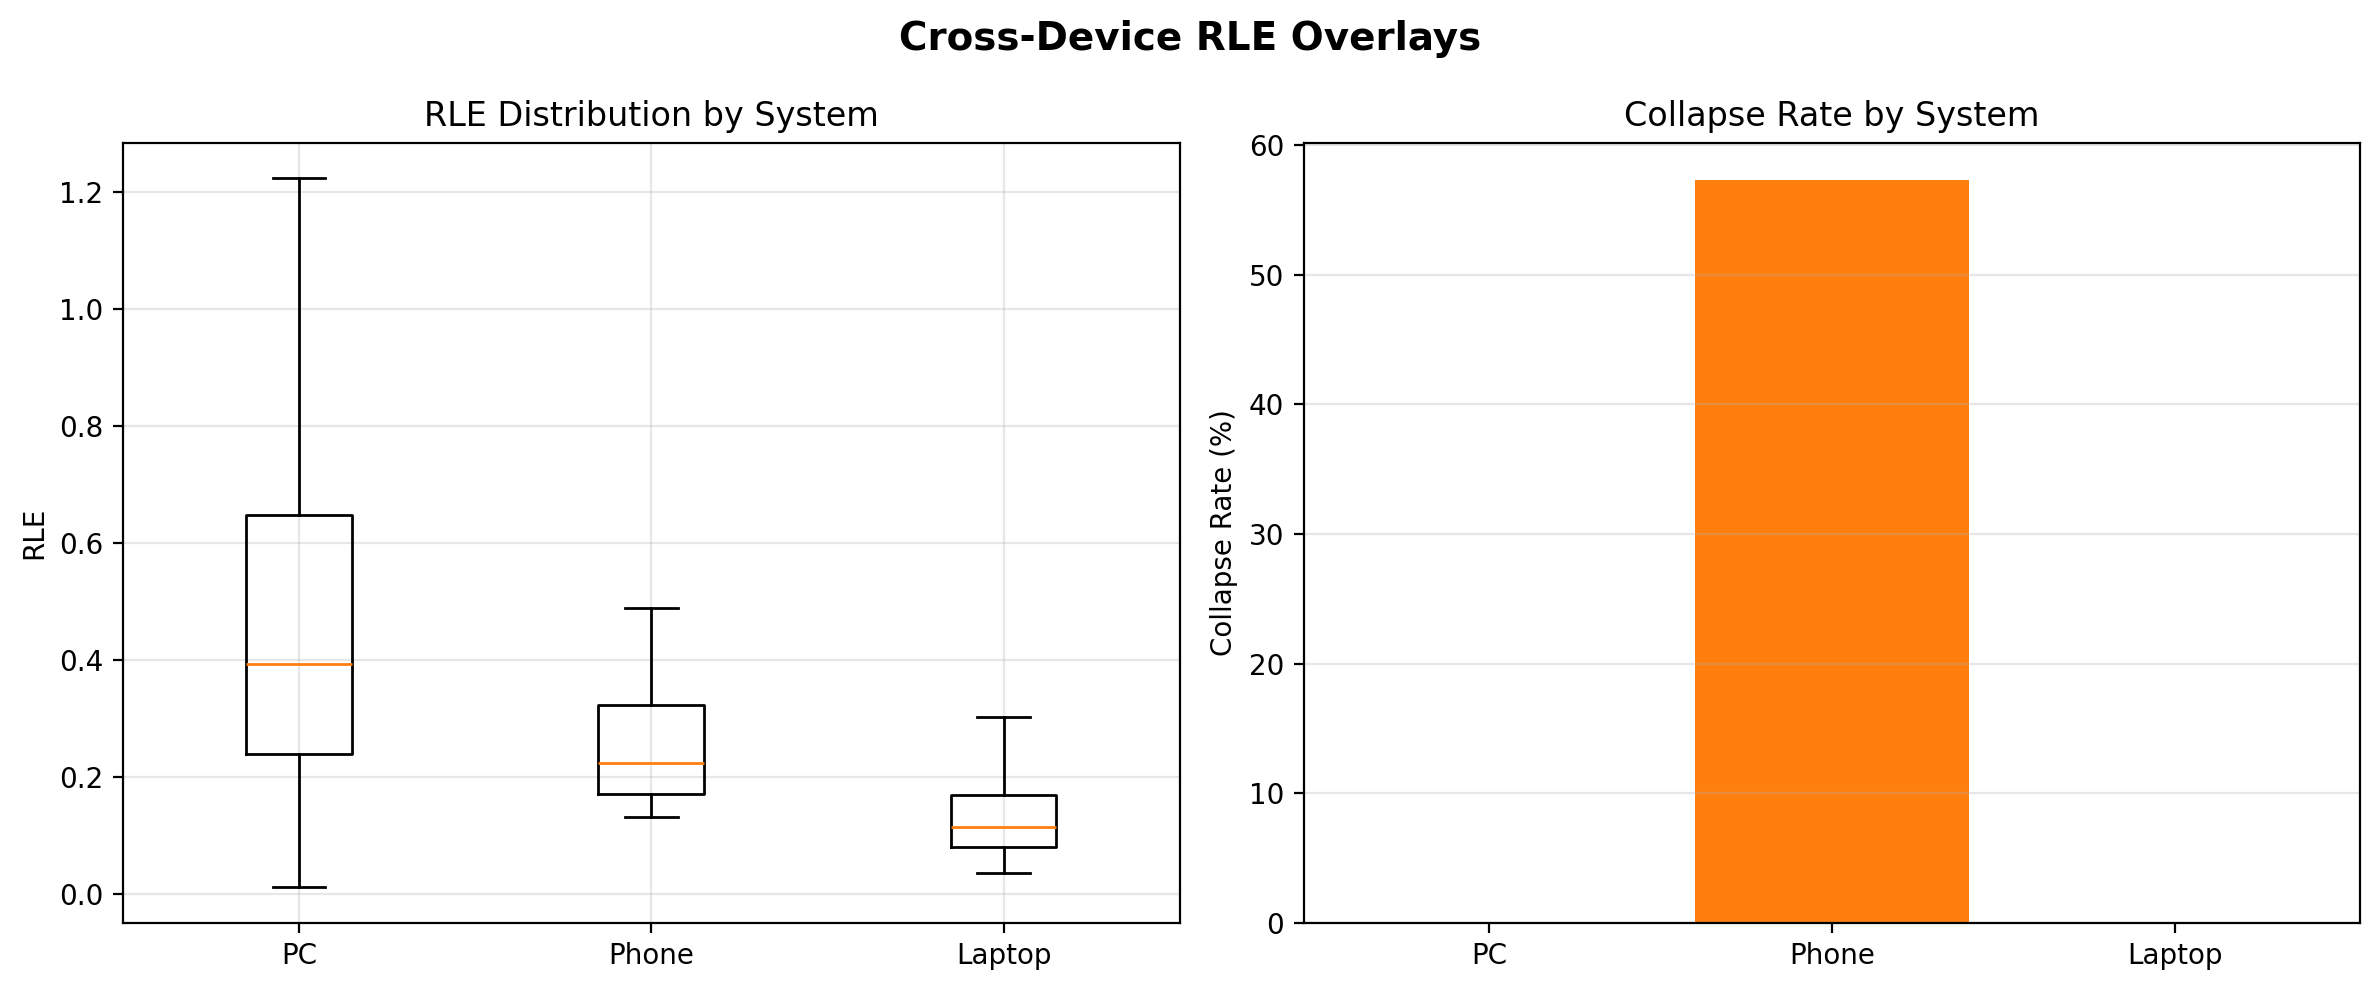 Cross-Device RLE Overlays
RLE Distribution by System
RLE
1.2
1.0
0.8
0.6
0.4
0.2
0.0
PC
Phone
Laptop
Collapse Rate by System
Collapse Rate (%)
60
50
40
30
20
10
0
PC
Phone
Laptop